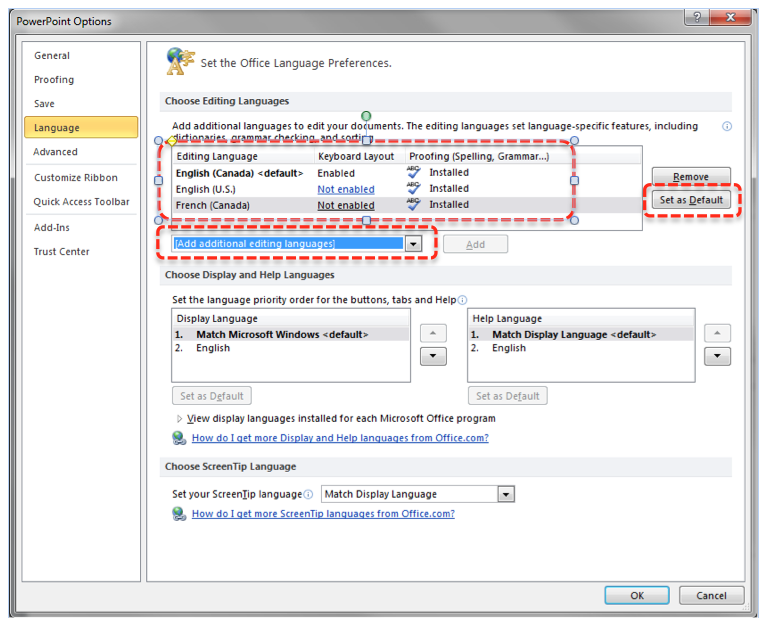 PowerPoint Options
General
Proofing
Save
Language
Advanced
Customize Ribbon
Quick Access Toolbar
Add-Ins
Trust Center
Set the Office Language Preferences.
Choose Editing Languages
Add additional languages to edit your documents. The editing languages set language-specific features, including
dictionaries, grammar checking, and sorting
Editing Language Keyboard Layout Proofing (Spelling, Grammar...)
English (Canada) <default> Enabled ABC Installed
English (U.S.) Not enabled ABC Installed
French (Canada) Not enabled ABC Installed
Remove
Set as Default
[Add additional editing languages] Add
Choose Display and Help Languages
Set the language priority order for the buttons, tabs and Help
Display Language
1. Match Microsoft Windows <default>
2. English
Set as Default
Help Language
1. Match Display Language <default>
2. English
Set as Default
View display languages installed for each Microsoft Office program
How do I get more Display and Help languages from Office.com?
Choose ScreenTip Language
Set your ScreenTip language Match Display Language
How do I get more ScreenTip languages from Office.com?
OK Cancel